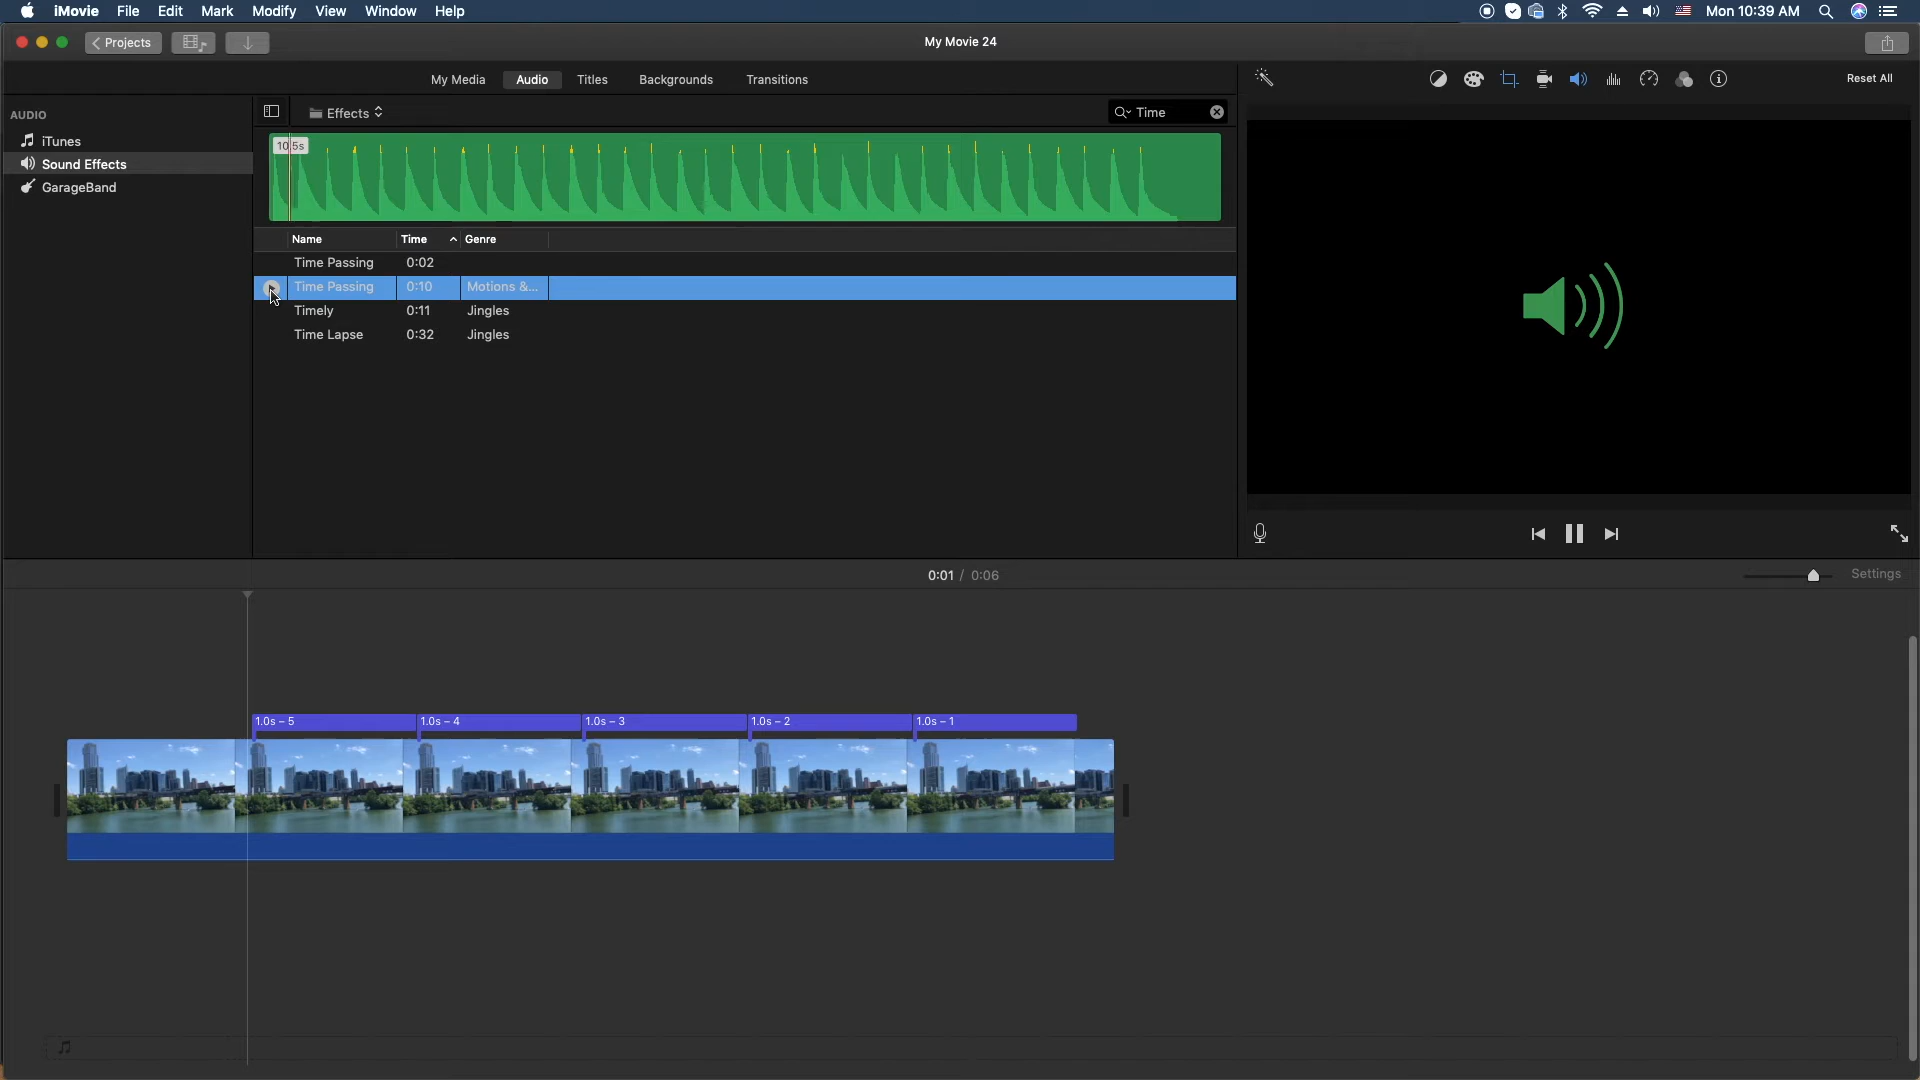 iMovie File Edit Mark Modify View Window Help Mon 10:39 AM
Projects My Movie 24
My Media Audio Titles Backgrounds Transitions Reset All
AUDIO
iTunes
Sound Effects
GarageBand
Effects Time
10.5s
Name Time Genre
Time Passing 0:02
Time Passing 0:10 Motions &...
Timely 0:11 Jingles
Time Lapse 0:32 Jingles
0:01 / 0:06 Settings
1.0s – 5 1.0s – 4 1.0s – 3 1.0s – 2 1.0s – 1